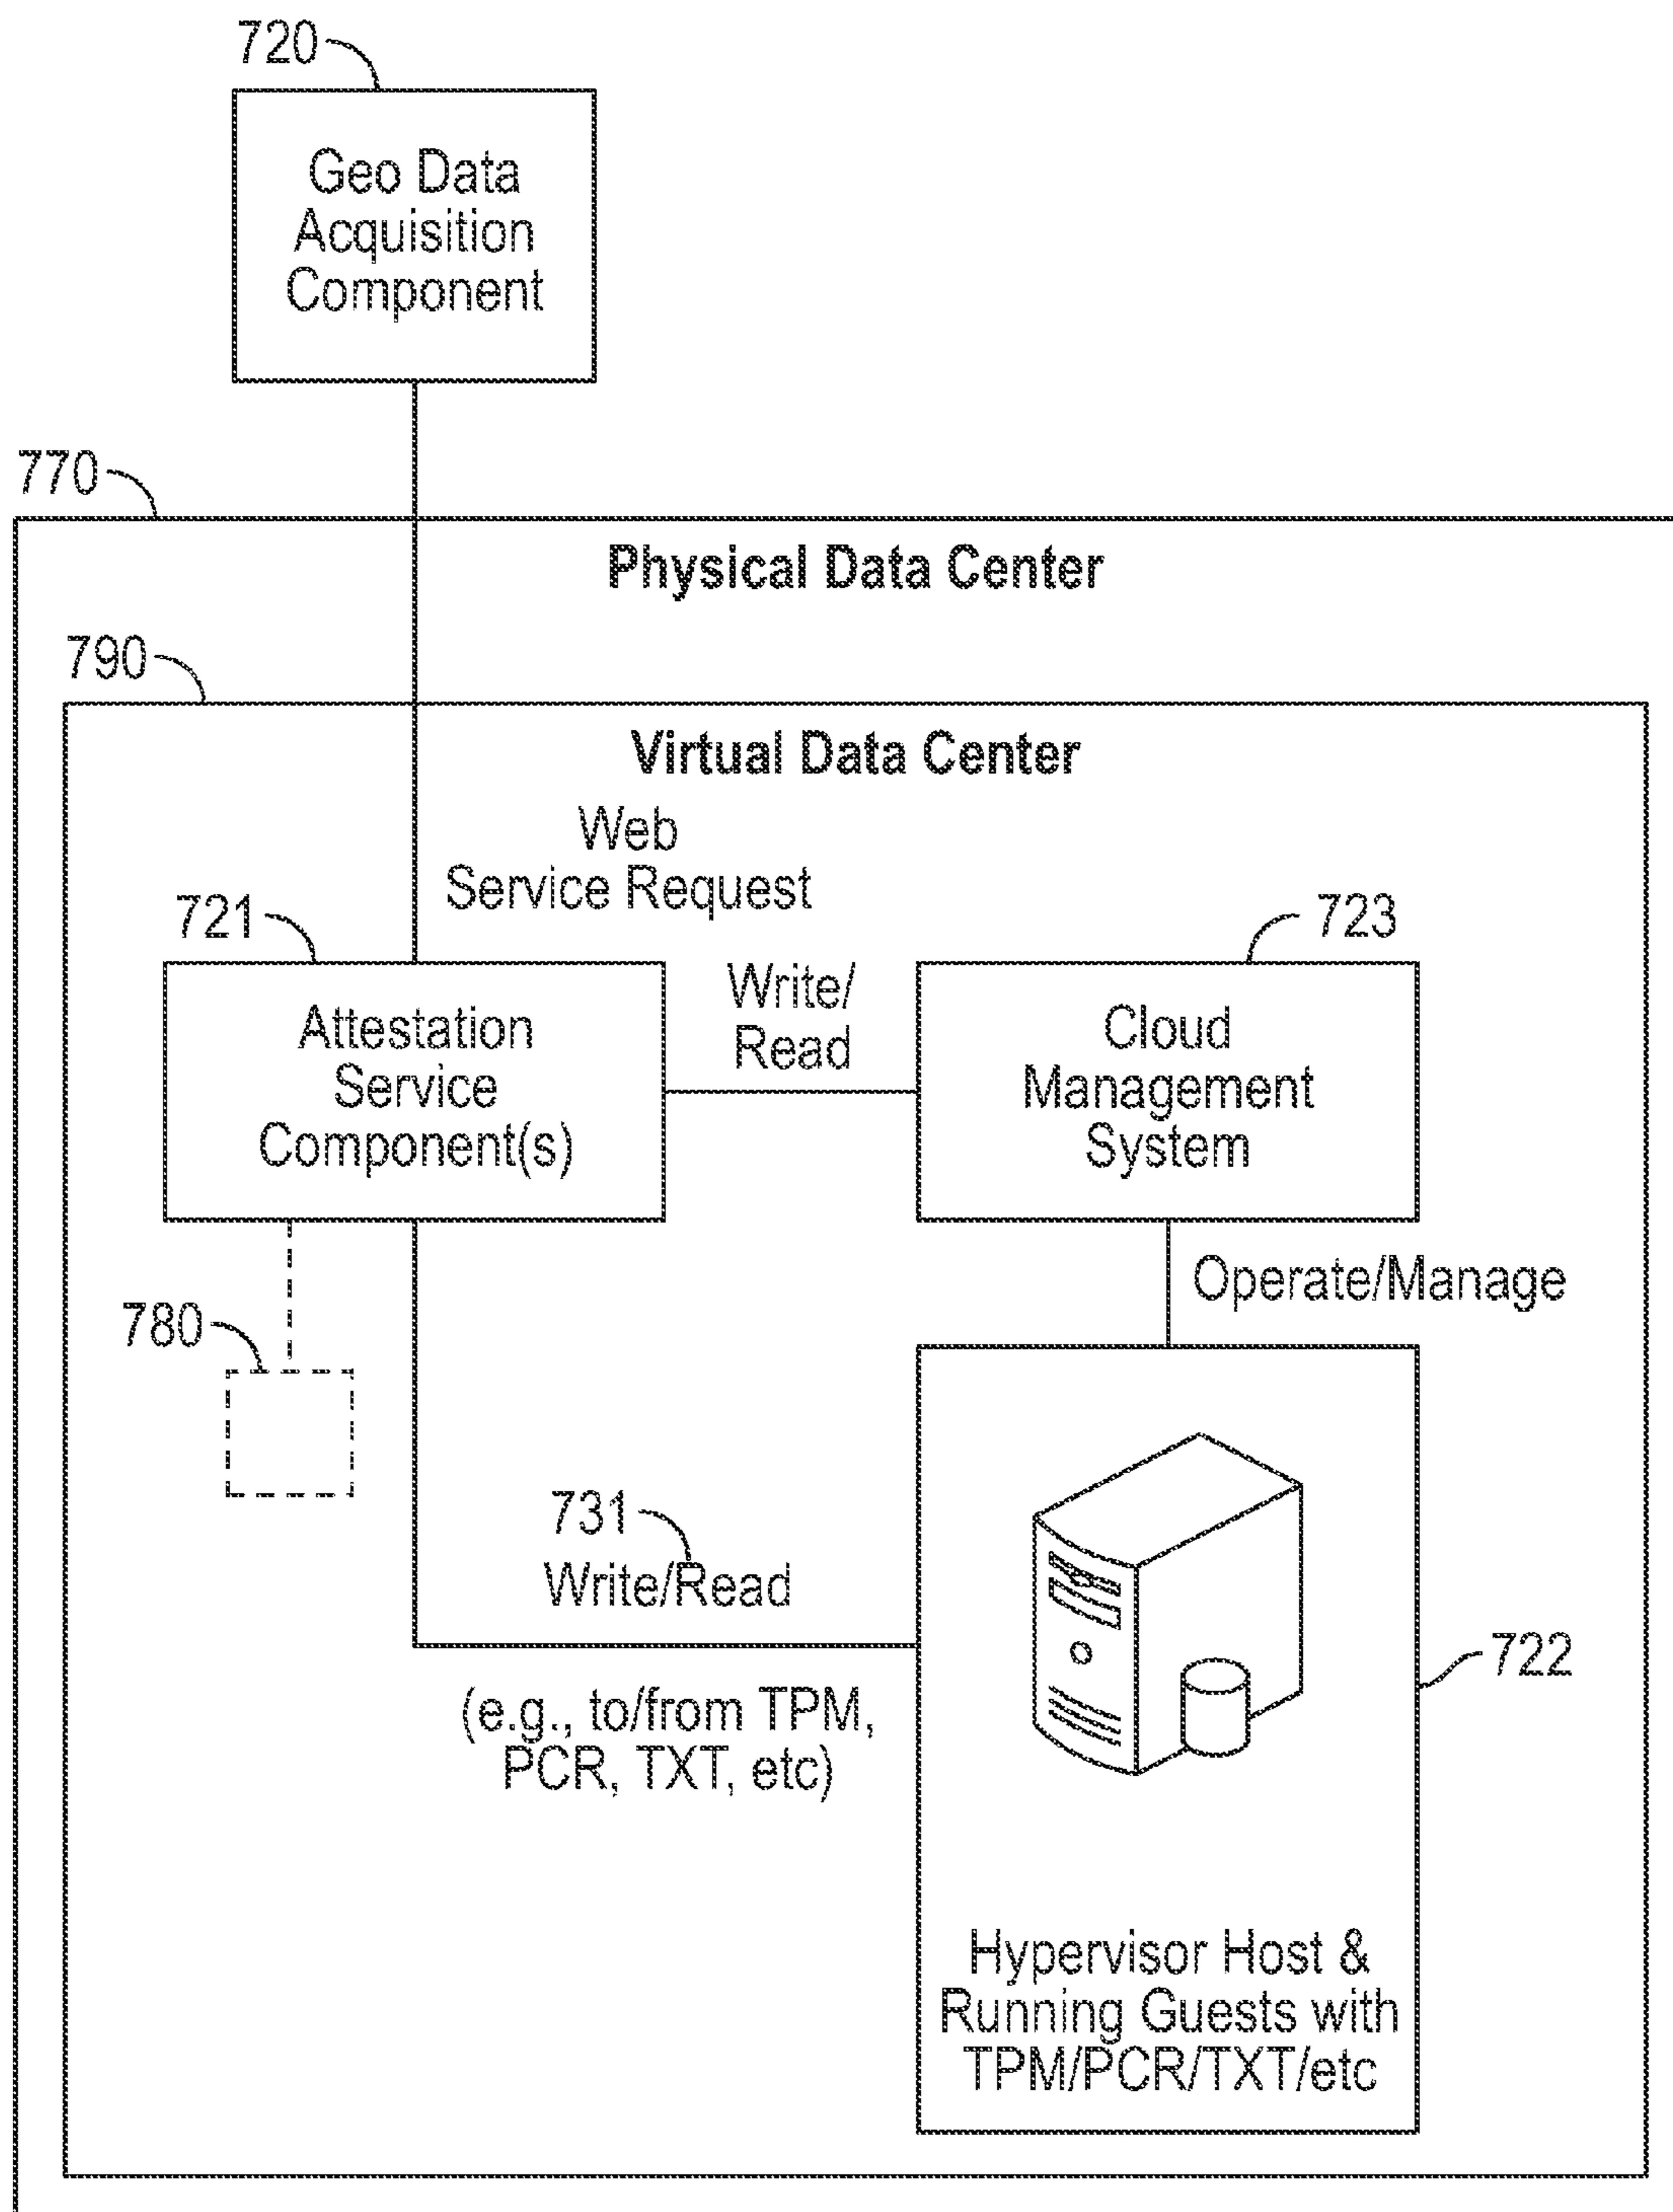 720
Geo Data
Acquisition
Component
770
Physical Data Center
790
Virtual Data Center
Web
Service Request
721
723
Attestation
Service
Component(s)
Write/
Read
Cloud
Management
System
Operate/Manage
780
731
Write/Read
(e.g., to/from TPM,
PCR, TXT, etc)
722
Hypervisor Host &
Running Guests with
TPM/PCR/TXT/etc